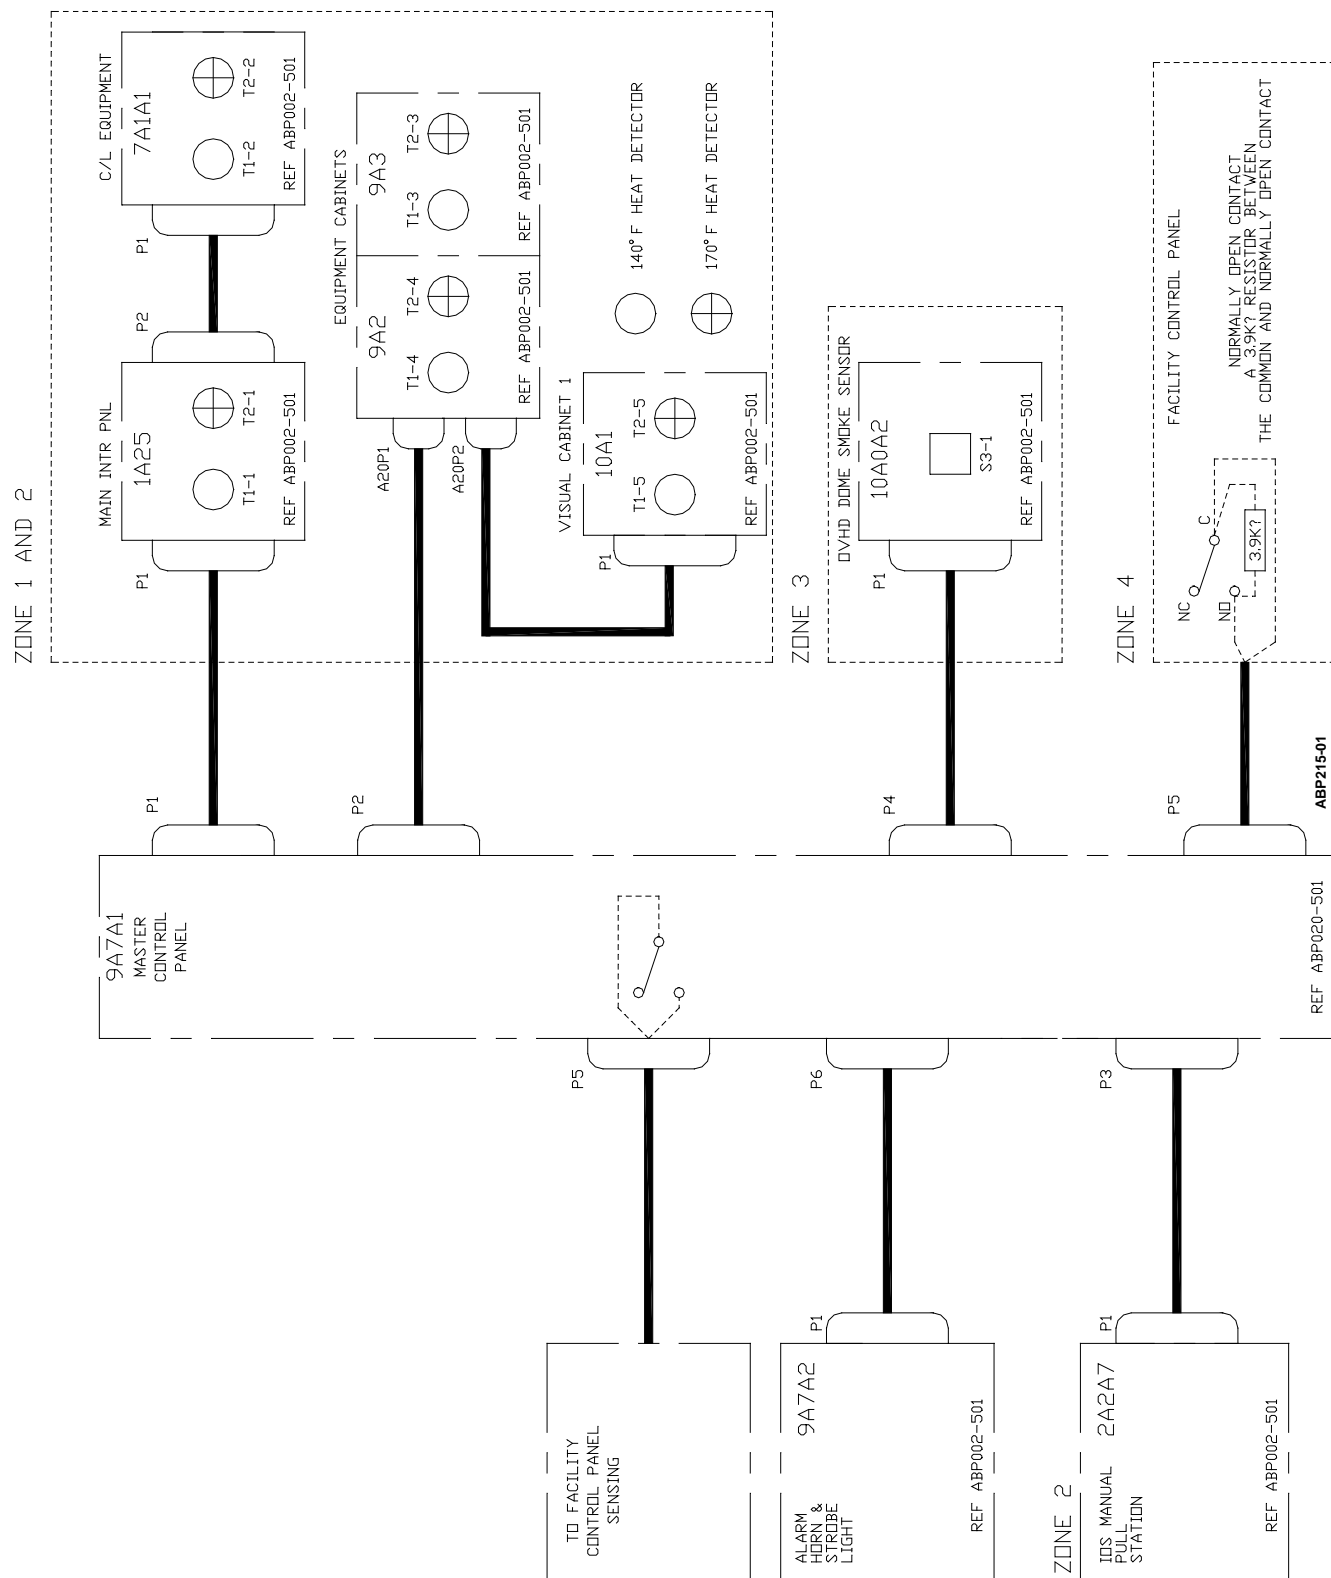 ZONE 1 AND 2
MAIN INTR PNL
1A25
T1-1
T2-1
REF ABP002-501
P1
P2
C/L EQUIPMENT
7A1A1
T1-2
T2-2
REF ABP002-501
P1
EQUIPMENT CABINETS
9A2
T1-4
T2-4
REF ABP002-501
9A3
T1-3
T2-3
REF ABP002-501
A20P1
A20P2
VISUAL CABINET 1
10A1
T1-5
T2-5
REF ABP002-501
P1
140°F HEAT DETECTOR
170°F HEAT DETECTOR
ZONE 3
OVHD DOME SMOKE SENSOR
10A0A2
S3-1
REF ABP002-501
P1
ZONE 4
FACILITY CONTROL PANEL
NORMALLY OPEN CONTACT
A 3.9K? RESISTOR BETWEEN
THE COMMON AND NORMALLY OPEN CONTACT
NC
C
NO
3.9K?
P1
P2
P4
P5
9A7A1
MASTER
CONTROL
PANEL
REF ABP020-501
P5
P6
P3
TO FACILITY
CONTROL PANEL
SENSING
P1
9A7A2
ALARM
HORN &
STROBE
LIGHT
REF ABP002-501
ZONE 2
P1
IOS MANUAL 2A2A7
PULL
STATION
REF ABP002-501
ABP215-01